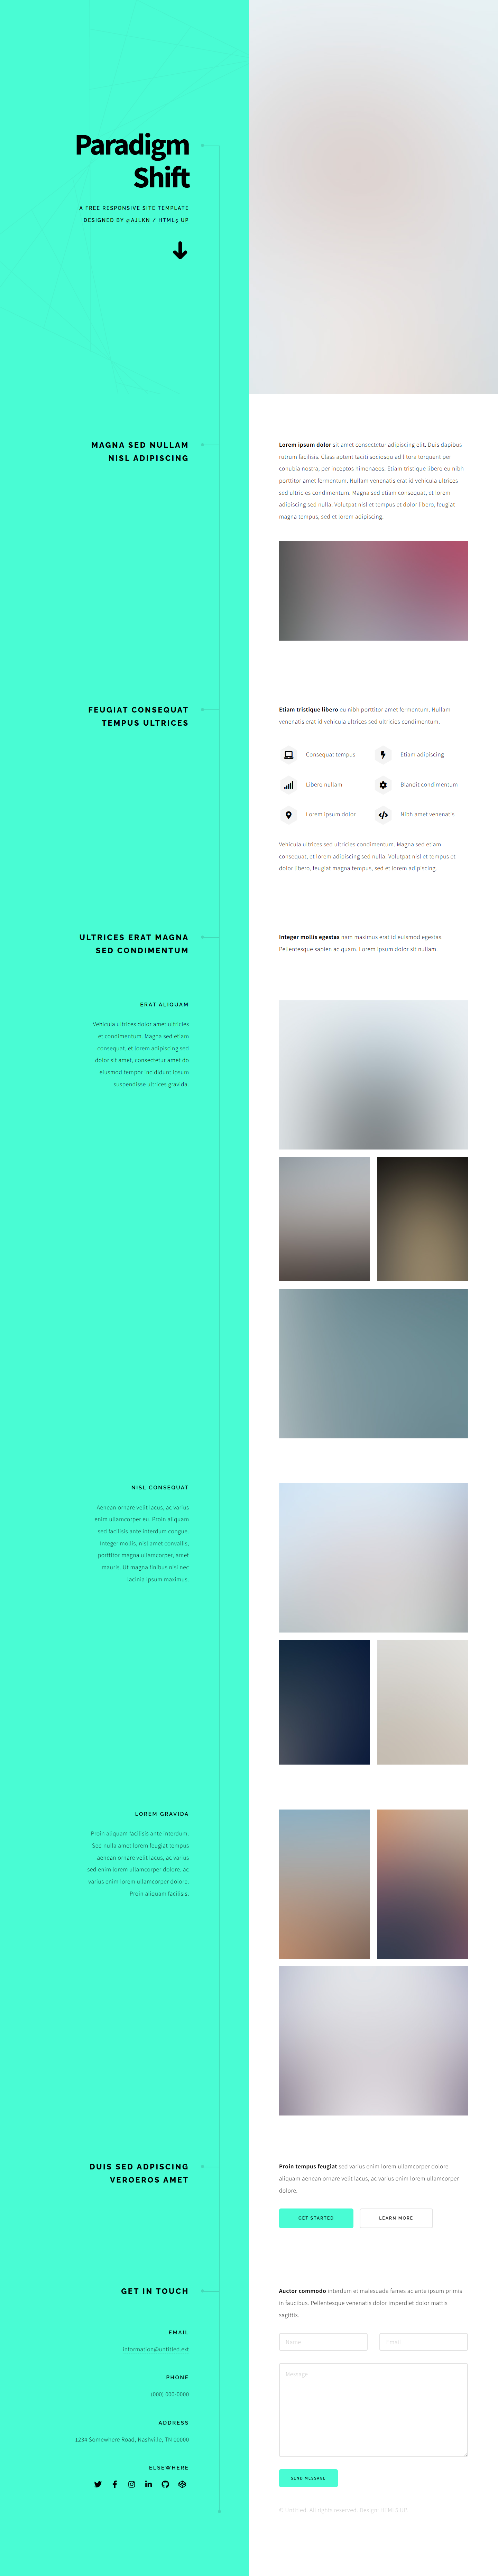 Paradigm
Shift
A FREE RESPONSIVE SITE TEMPLATE
DESIGNED BY @AJLKN / HTML5 UP
MAGNA SED NULLAM
NISL ADIPISCING
Lorem ipsum dolor sit amet consectetur adipiscing elit. Duis dapibus
rutrum facilisis. Class aptent taciti sociosqu ad litora torquent per
conubia nostra, per inceptos himenaeos. Etiam tristique libero eu nibh
porttitor amet fermentum. Nullam venenatis erat id vehicula ultrices
sed ultricies condimentum. Magna sed etiam consequat, et lorem
adipiscing sed nulla. Volutpat nisl et tempus et dolor libero, feugiat
magna tempus, sed et lorem adipiscing.
FEUGIAT CONSEQUAT
TEMPUS ULTRICES
Etiam tristique libero eu nibh porttitor amet fermentum. Nullam
venenatis erat id vehicula ultrices sed ultricies condimentum.
Consequat tempus
Etiam adipiscing
Libero nullam
Blandit condimentum
Lorem ipsum dolor
Nibh amet venenatis
Vehicula ultrices sed ultricies condimentum. Magna sed etiam
consequat, et lorem adipiscing sed nulla. Volutpat nisl et tempus et
dolor libero, feugiat magna tempus, sed et lorem adipiscing.
ULTRICES ERAT MAGNA
SED CONDIMENTUM
Integer mollis egestas nam maximus erat id euismod egestas.
Pellentesque sapien ac quam. Lorem ipsum dolor sit nullam.
ERAT ALIQUAM
Vehicula ultrices dolor amet ultricies
et condimentum. Magna sed etiam
consequat, et lorem adipiscing sed
dolor sit amet, consectetur amet do
eiusmod tempor incididunt ipsum
suspendisse ultrices gravida.
NISL CONSEQUAT
Aenean ornare velit lacus, ac varius
enim ullamcorper eu. Proin aliquam
sed facilisis ante interdum congue.
Integer mollis, nisl amet convallis,
porttitor magna ullamcorper, amet
mauris. Ut magna finibus nisi nec
lacinia ipsum maximus.
LOREM GRAVIDA
Proin aliquam facilisis ante interdum.
Sed nulla amet lorem feugiat tempus
aenean ornare velit lacus, ac varius
sed enim lorem ullamcorper dolore. ac
varius enim lorem ullamcorper dolore.
Proin aliquam facilisis.
DUIS SED ADPISCING
VEROEROS AMET
Proin tempus feugiat sed varius enim lorem ullamcorper dolore
aliquam aenean ornare velit lacus, ac varius enim lorem ullamcorper
dolore.
GET STARTED
LEARN MORE
GET IN TOUCH
Auctor commodo interdum et malesuada fames ac ante ipsum primis
in faucibus. Pellentesque venenatis dolor imperdiet dolor mattis
sagittis.
Name
Email
Message
SEND MESSAGE
EMAIL
information@untitled.ext
PHONE
(000) 000-0000
ADDRESS
1234 Somewhere Road, Nashville, TN 00000
ELSEWHERE
© Untitled. All rights reserved. Design: HTML5 UP.